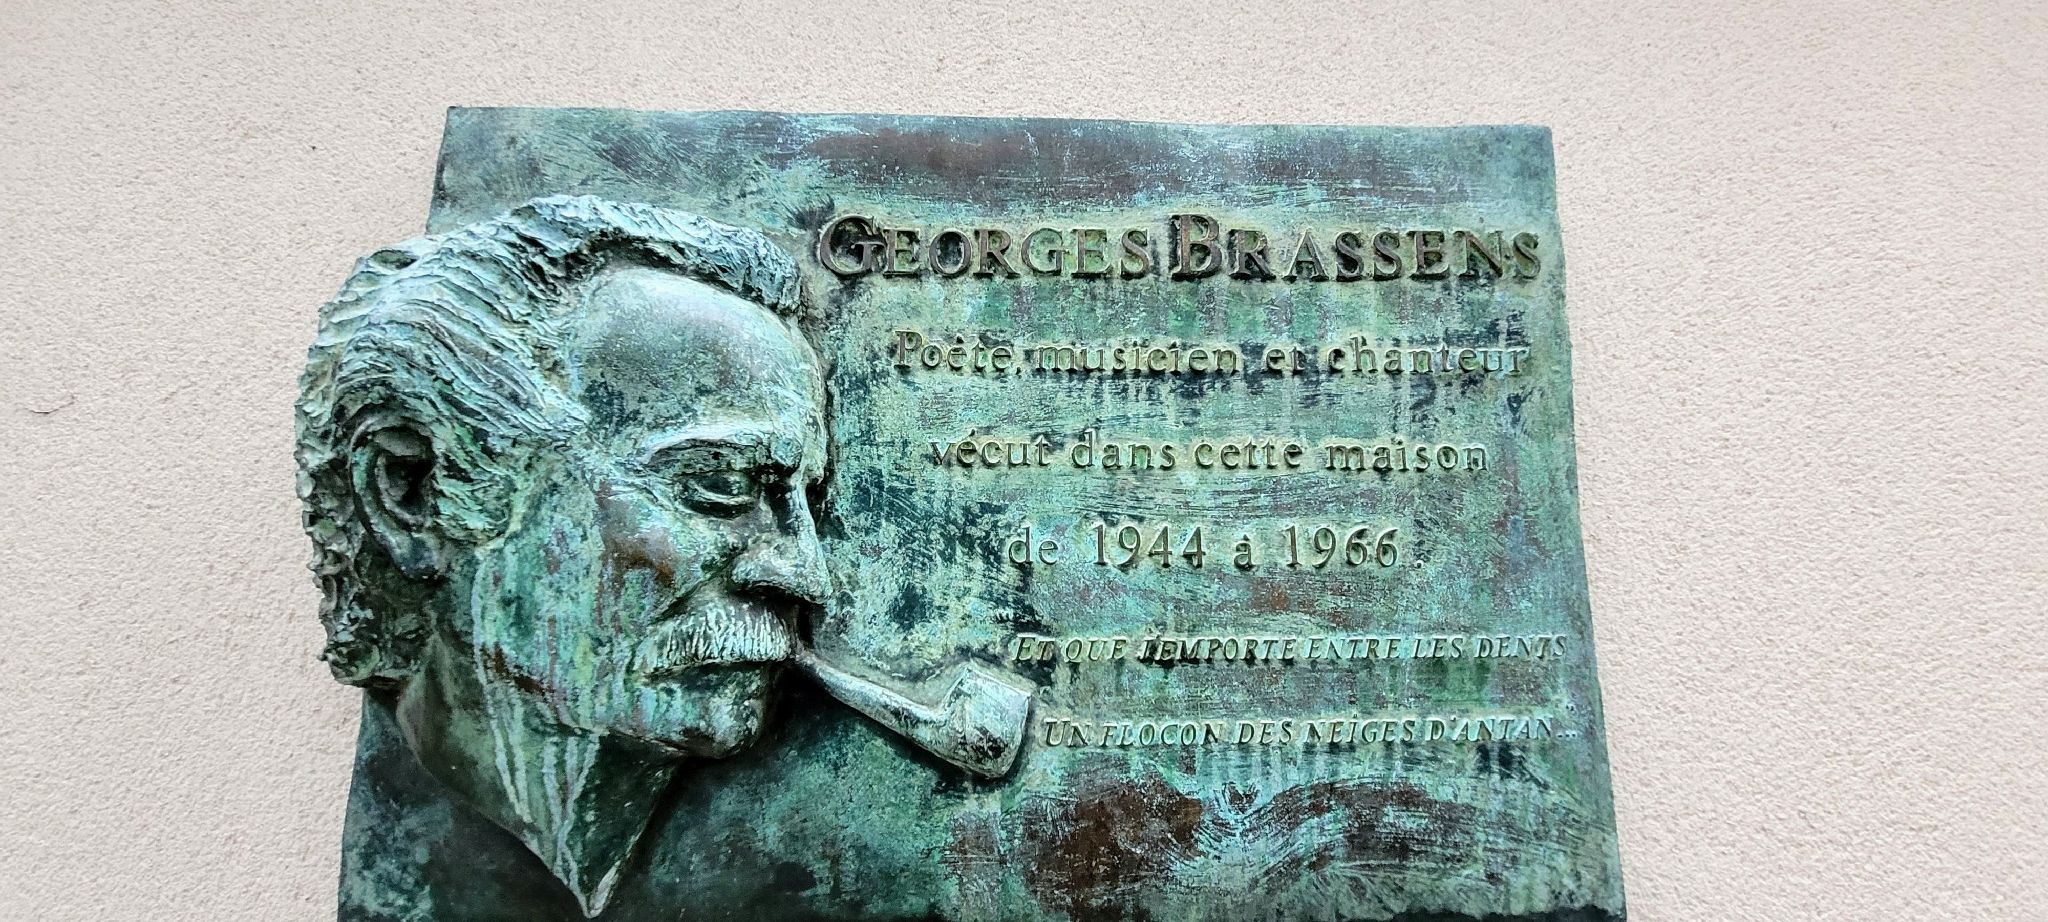 GEORGES BRASSENS
Poéte, musicien et chanteur
vécut dans cette maison
de 1944 à 1966.
ET QUE J'EMPORTE ENTRE LES DENTS
UN FLOCON DES NEIGES D'ANTAN...